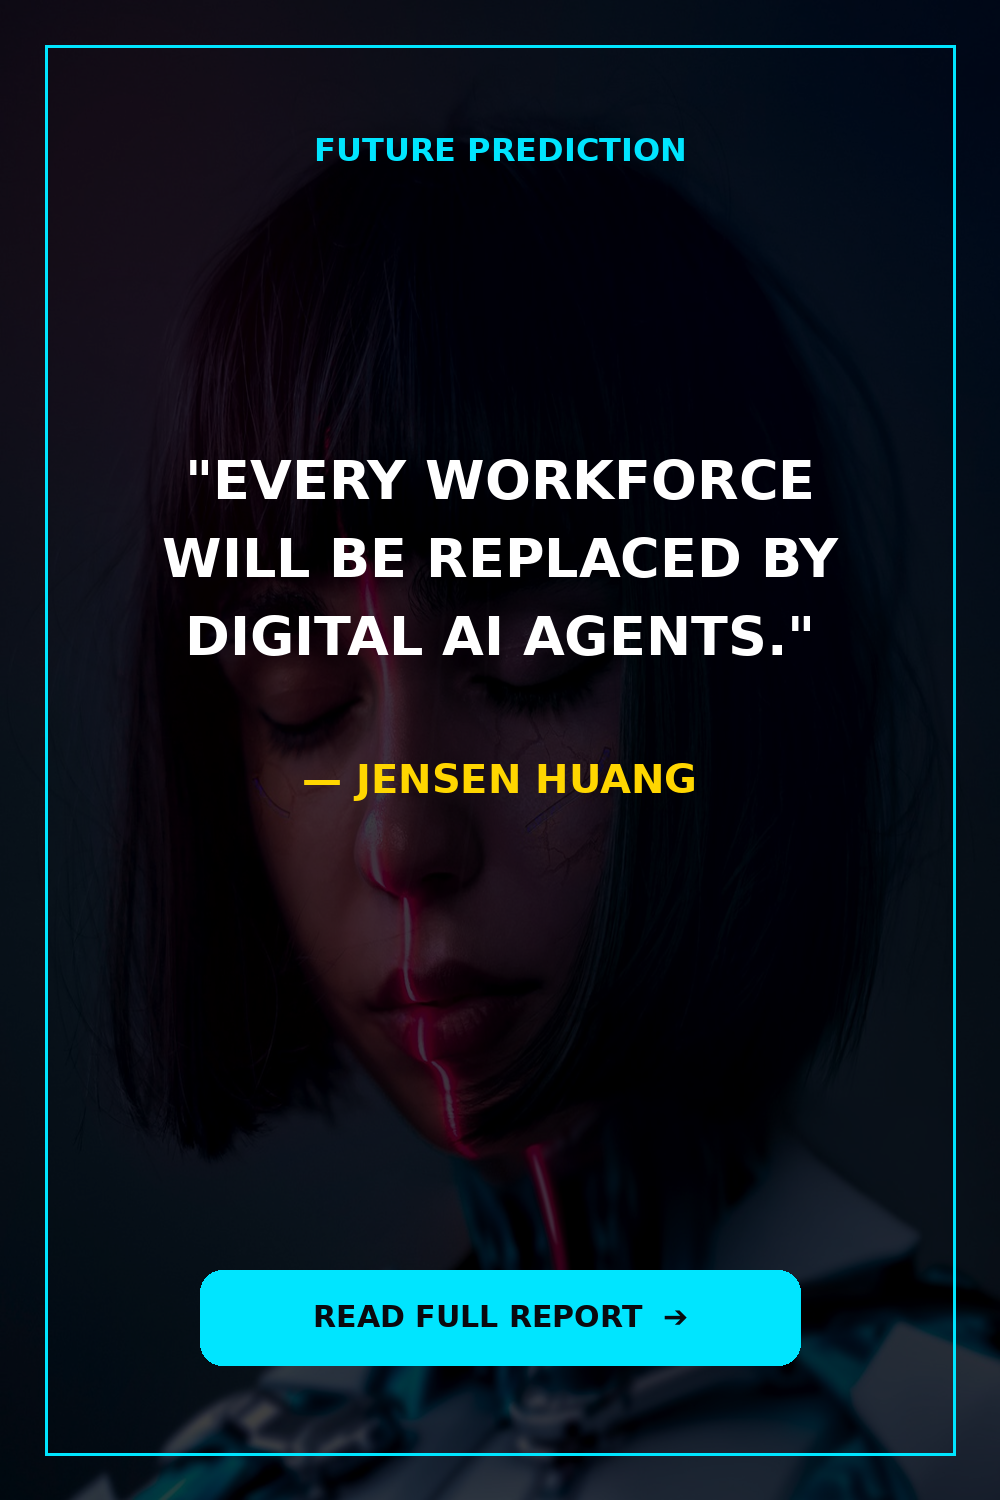 FUTURE PREDICTION
"EVERY WORKFORCE
WILL BE REPLACED BY
DIGITAL AI AGENTS."
— JENSEN HUANG
READ FULL REPORT ➔